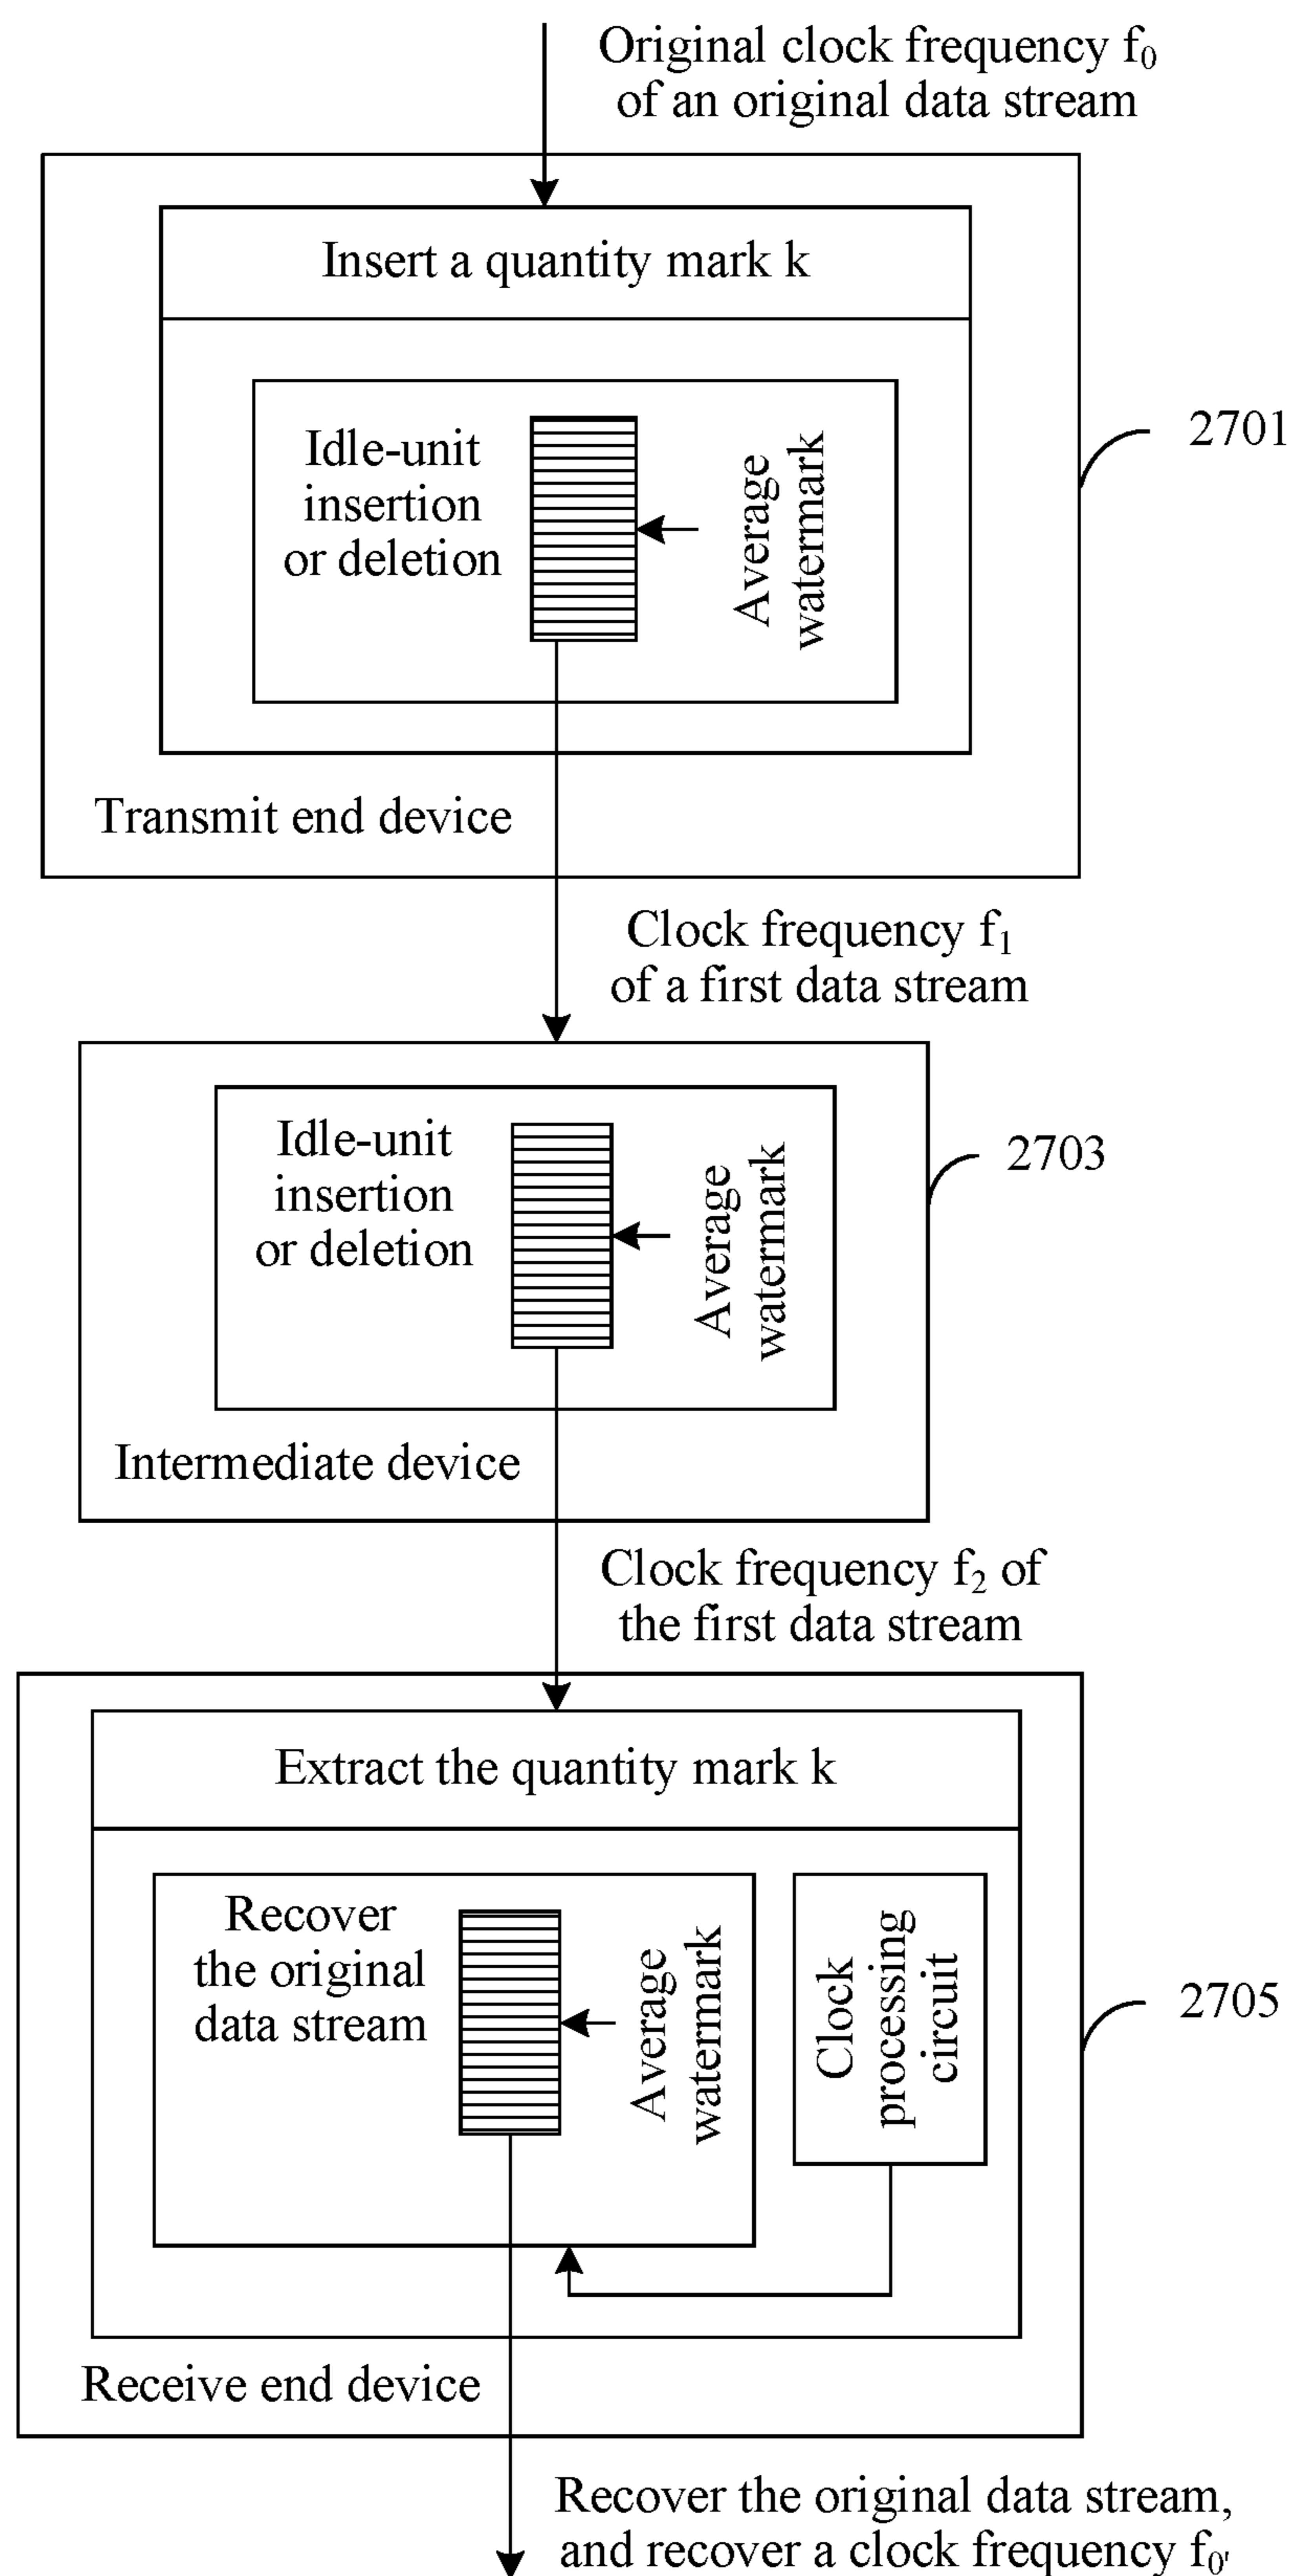 Original clock frequency f₀
of an original data stream
Insert a quantity mark k
Idle-unit
insertion
or deletion
Average
watermark
2701
Transmit end device
Clock frequency f₁
of a first data stream
Idle-unit
insertion
or deletion
Average
watermark
2703
Intermediate device
Clock frequency f₂ of
the first data stream
Extract the quantity mark k
Recover
the original
data stream
Average
watermark
Clock
processing
circuit
2705
Receive end device
Recover the original data stream,
and recover a clock frequency f₀'